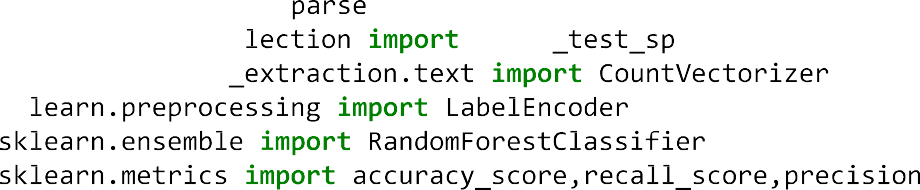 parse
lection import _test_sp
_extraction.text import CountVectorizer
learn.preprocessing import LabelEncoder
sklearn.ensemble import RandomForestClassifier
sklearn.metrics import accuracy_score,recall_score,precision